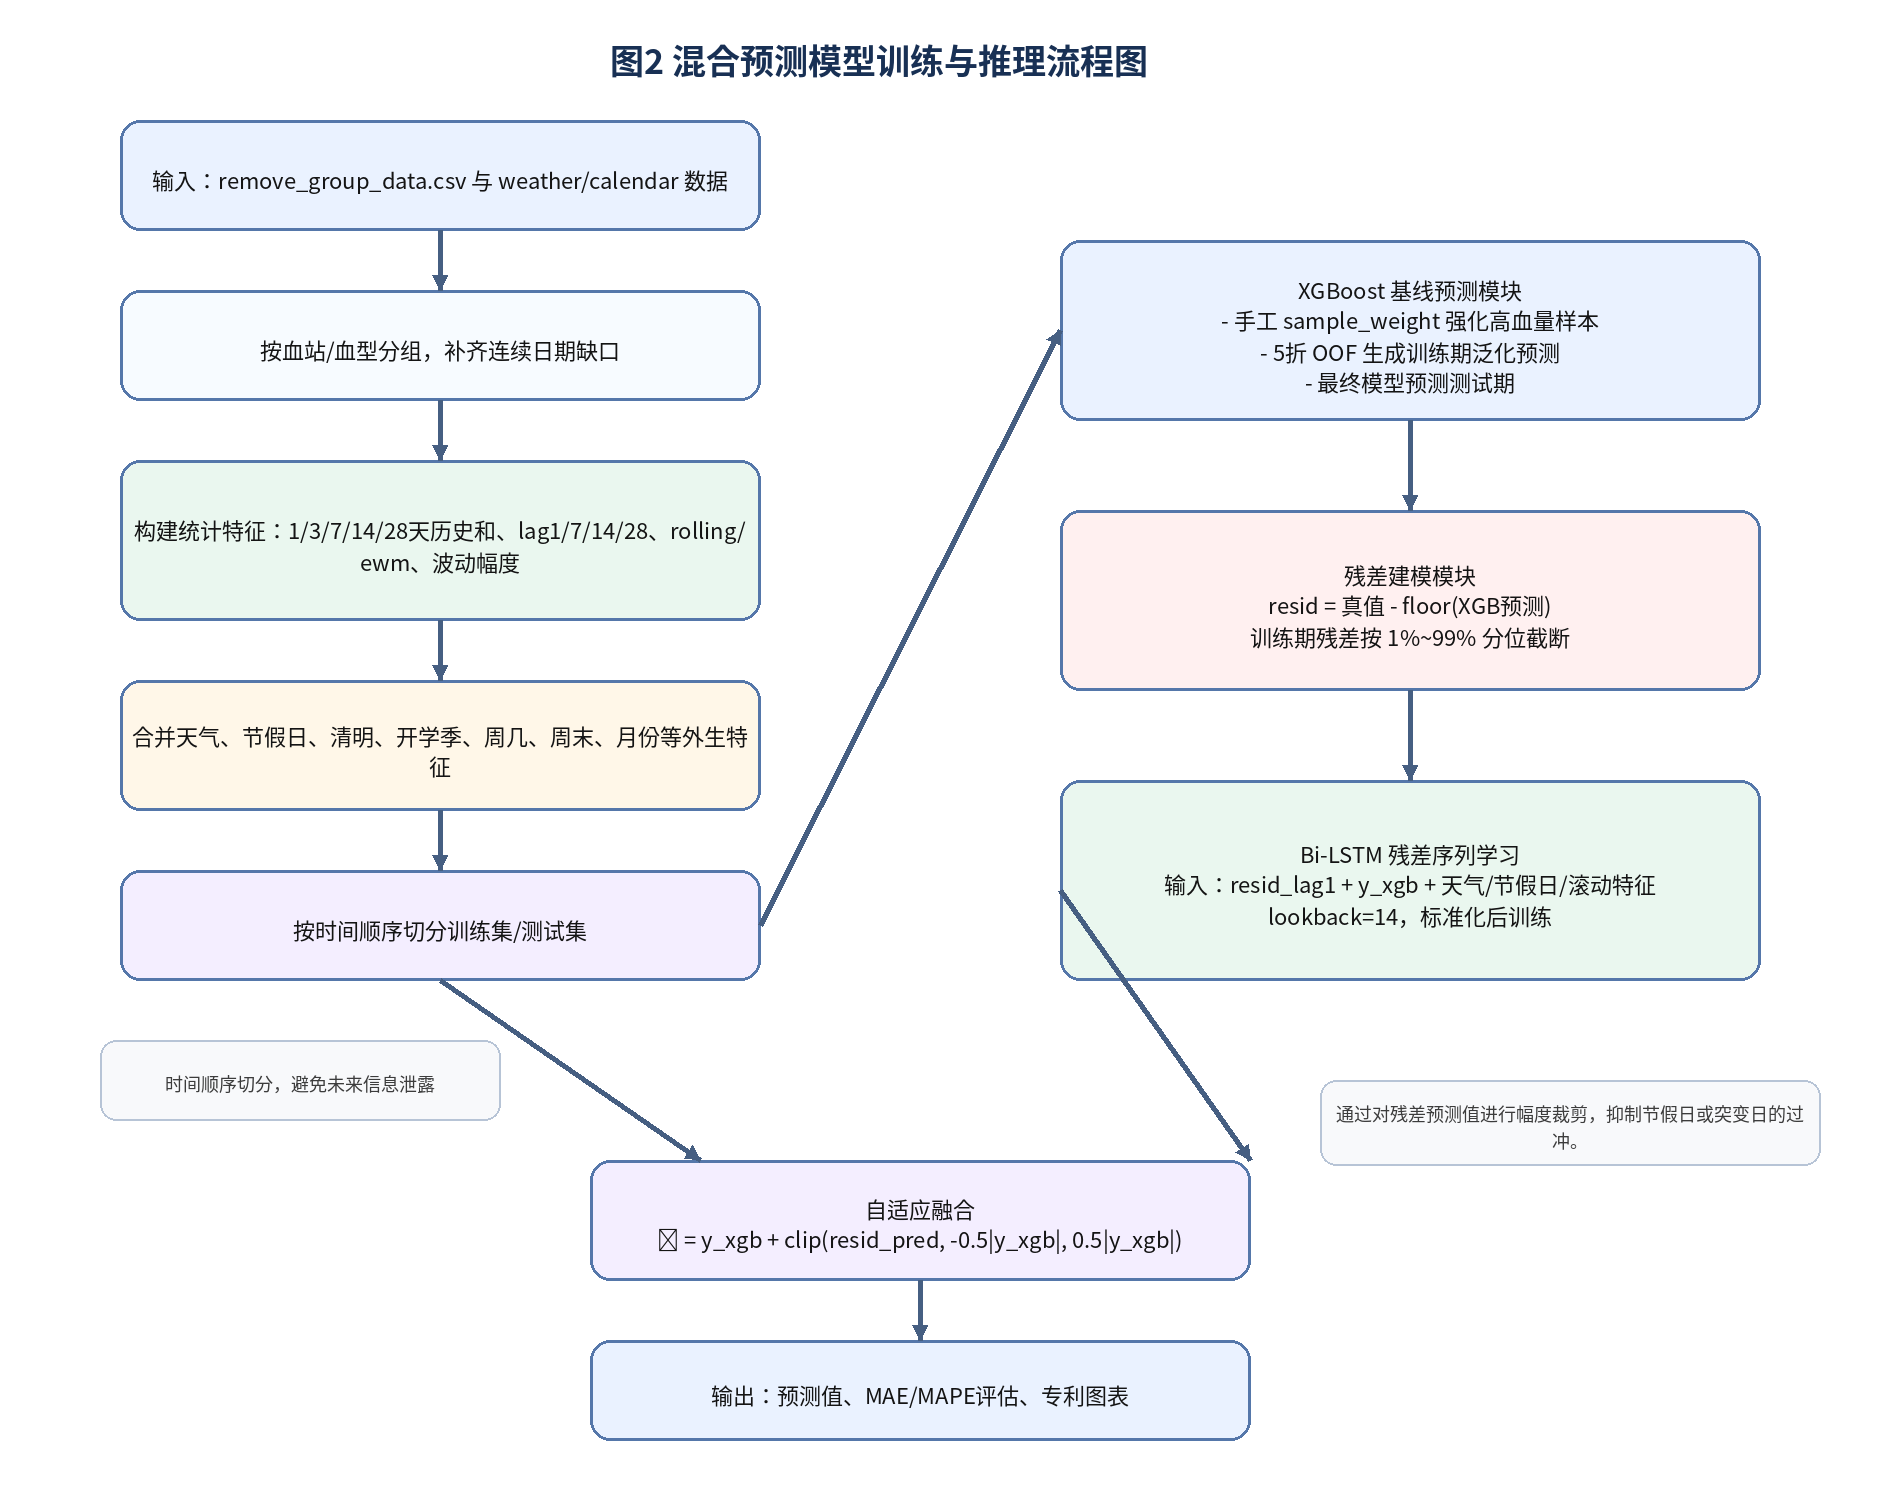 图2 混合预测模型训练与推理流程图
输入：remove_group_data.csv 与 weather/calendar 数据
按血站/血型分组，补齐连续日期缺口
构建统计特征：1/3/7/14/28天历史和、lag1/7/14/28、rolling/
ewm、波动幅度
合并天气、节假日、清明、开学季、周几、周末、月份等外生特
征
按时间顺序切分训练集/测试集
时间顺序切分，避免未来信息泄露
XGBoost 基线预测模块
- 手工 sample_weight 强化高血量样本
- 5折 OOF 生成训练期泛化预测
- 最终模型预测测试期
残差建模模块
resid = 真值 - floor(XGB预测)
训练期残差按 1%~99% 分位截断
Bi-LSTM 残差序列学习
输入：resid_lag1 + y_xgb + 天气/节假日/滚动特征
lookback=14，标准化后训练
通过对残差预测值进行幅度裁剪，抑制节假日或突变日的过
冲。
自适应融合
= y_xgb + clip(resid_pred, -0.5|y_xgb|, 0.5|y_xgb|)
输出：预测值、MAE/MAPE评估、专利图表